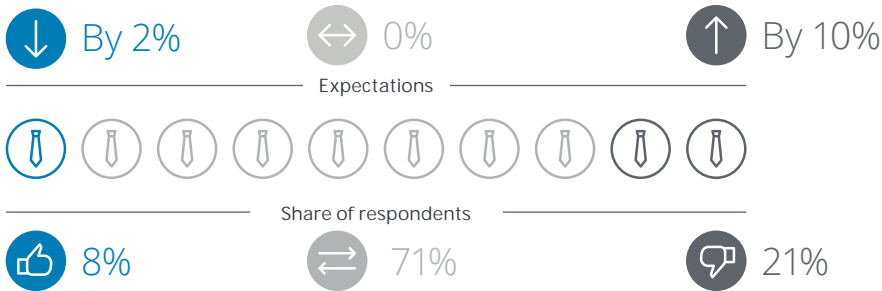 By 2% 0% By 10%
Expectations
Share of respondents
8% 71% 21%